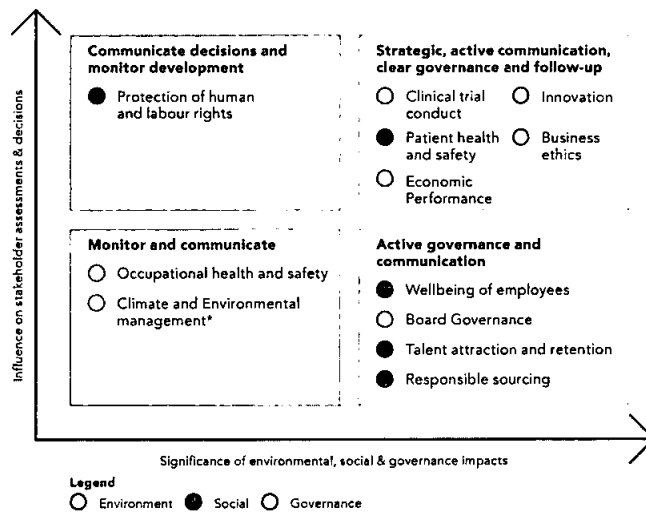 Influence on stakeholder assessments & decisions
Communicate decisions and
monitor development
Protection of human
and labour rights
Strategic, active communication,
clear governance and follow-up
Clinical trial
conduct
Innovation
Patient health
and safety
Business
ethics
Economic
Performance
Monitor and communicate
Occupational health and safety
Climate and Environmental
management*
Active governance and
communication
Wellbeing of employees
Board Governance
Talent attraction and retention
Responsible sourcing
Significance of environmental, social & governance impacts
Legend
Environment Social Governance